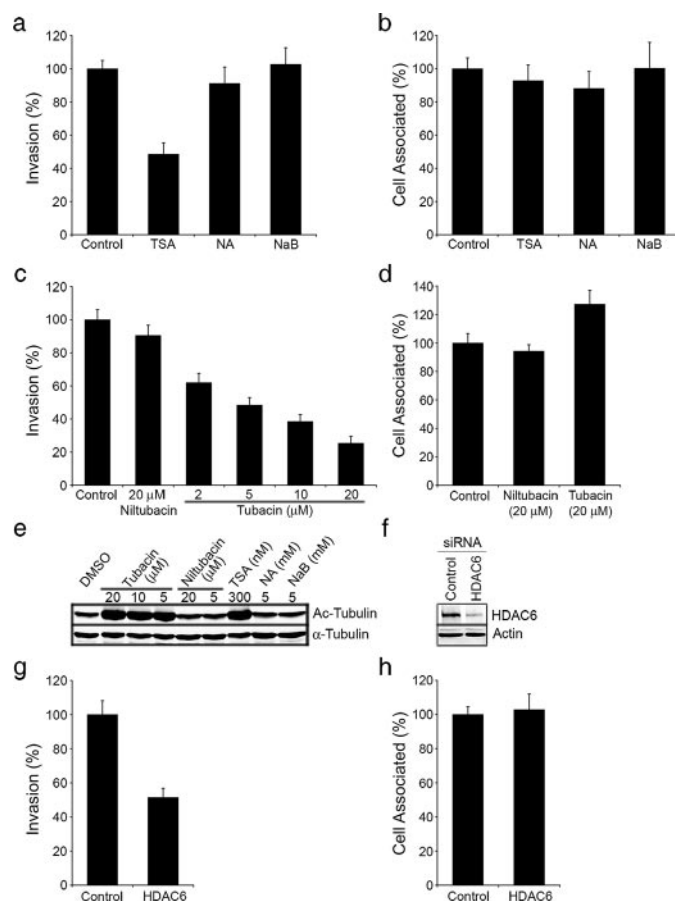 a
Invasion (%)
120
100
80
60
40
20
0
Control TSA NA NaB
b
Cell Associated (%)
120
100
80
60
40
20
0
Control TSA NA NaB
c
Invasion (%)
120
100
80
60
40
20
0
Control 20 µM 2 5 10 20
Niltubacin Tubacin (µM)
d
Cell Associated (%)
140
120
100
80
60
40
20
0
Control Niltubacin Tubacin
(20 µM) (20 µM)
e
DMSO
Tubacin (µM)
Niltubacin (µM)
TSA (nM)
NA (mM)
NaB (mM)
20 10 5 20 5 300 5 5
Ac-Tubulin
α-Tubulin
f
siRNA
Control
HDAC6
HDAC6
Actin
g
Invasion (%)
120
100
80
60
40
20
0
Control HDAC6
h
Cell Associated (%)
120
100
80
60
40
20
0
Control HDAC6